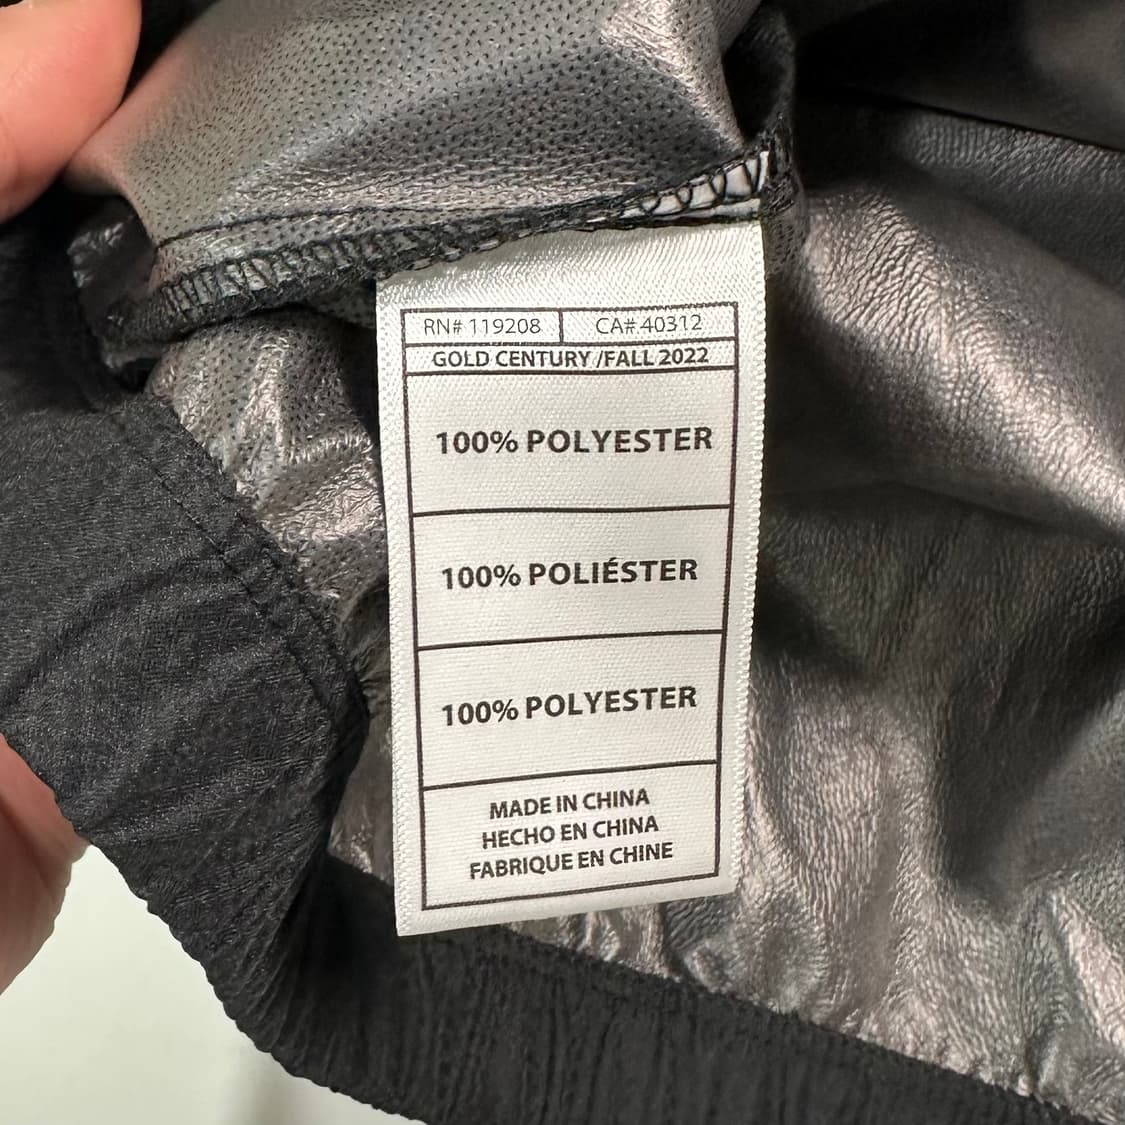 RN# 119208 CA# 40312
GOLD CENTURY /FALL 2022
100% POLYESTER
100% POLIÉSTER
100% POLYESTER
MADE IN CHINA
HECHO EN CHINA
FABRIQUE EN CHINE